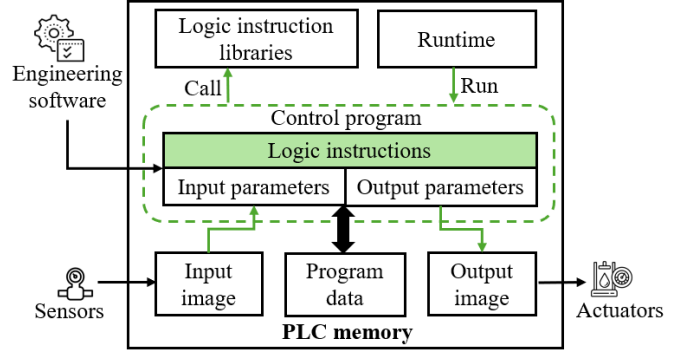 Logic instruction
libraries
Runtime
Engineering
software
Call
Run
Control program
Logic instructions
Input parameters
Output parameters
Input
image
Program
data
Output
image
Sensors
Actuators
PLC memory